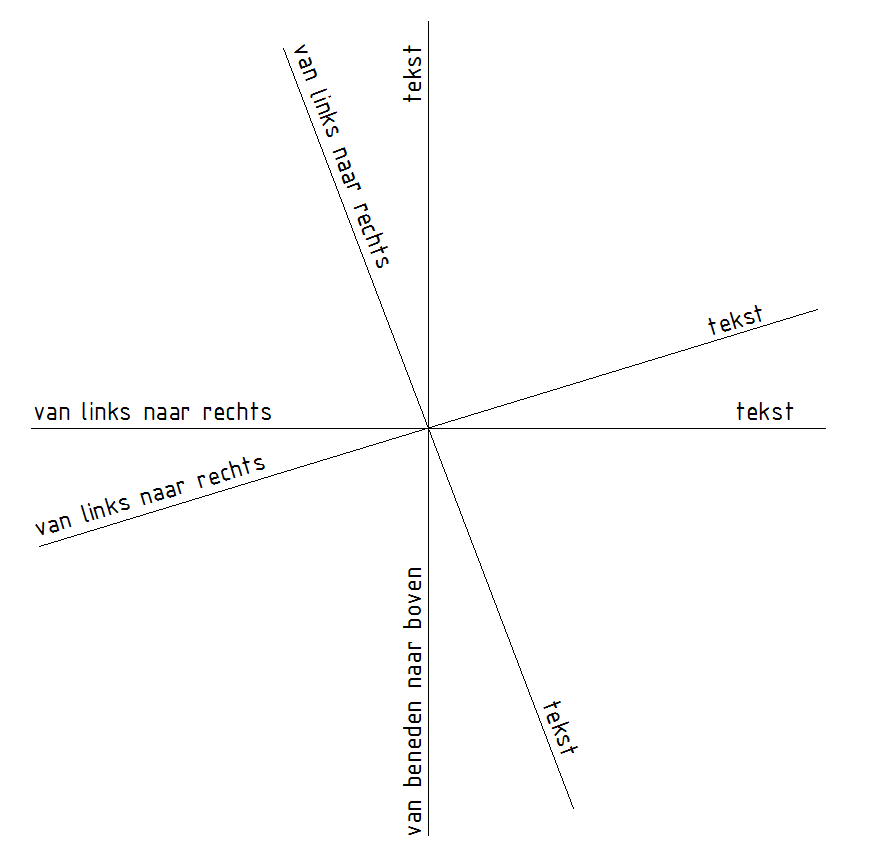 van links naar rechts
tekst
tekst
van links naar rechts
tekst
van links naar rechts
van beneden naar boven
tekst